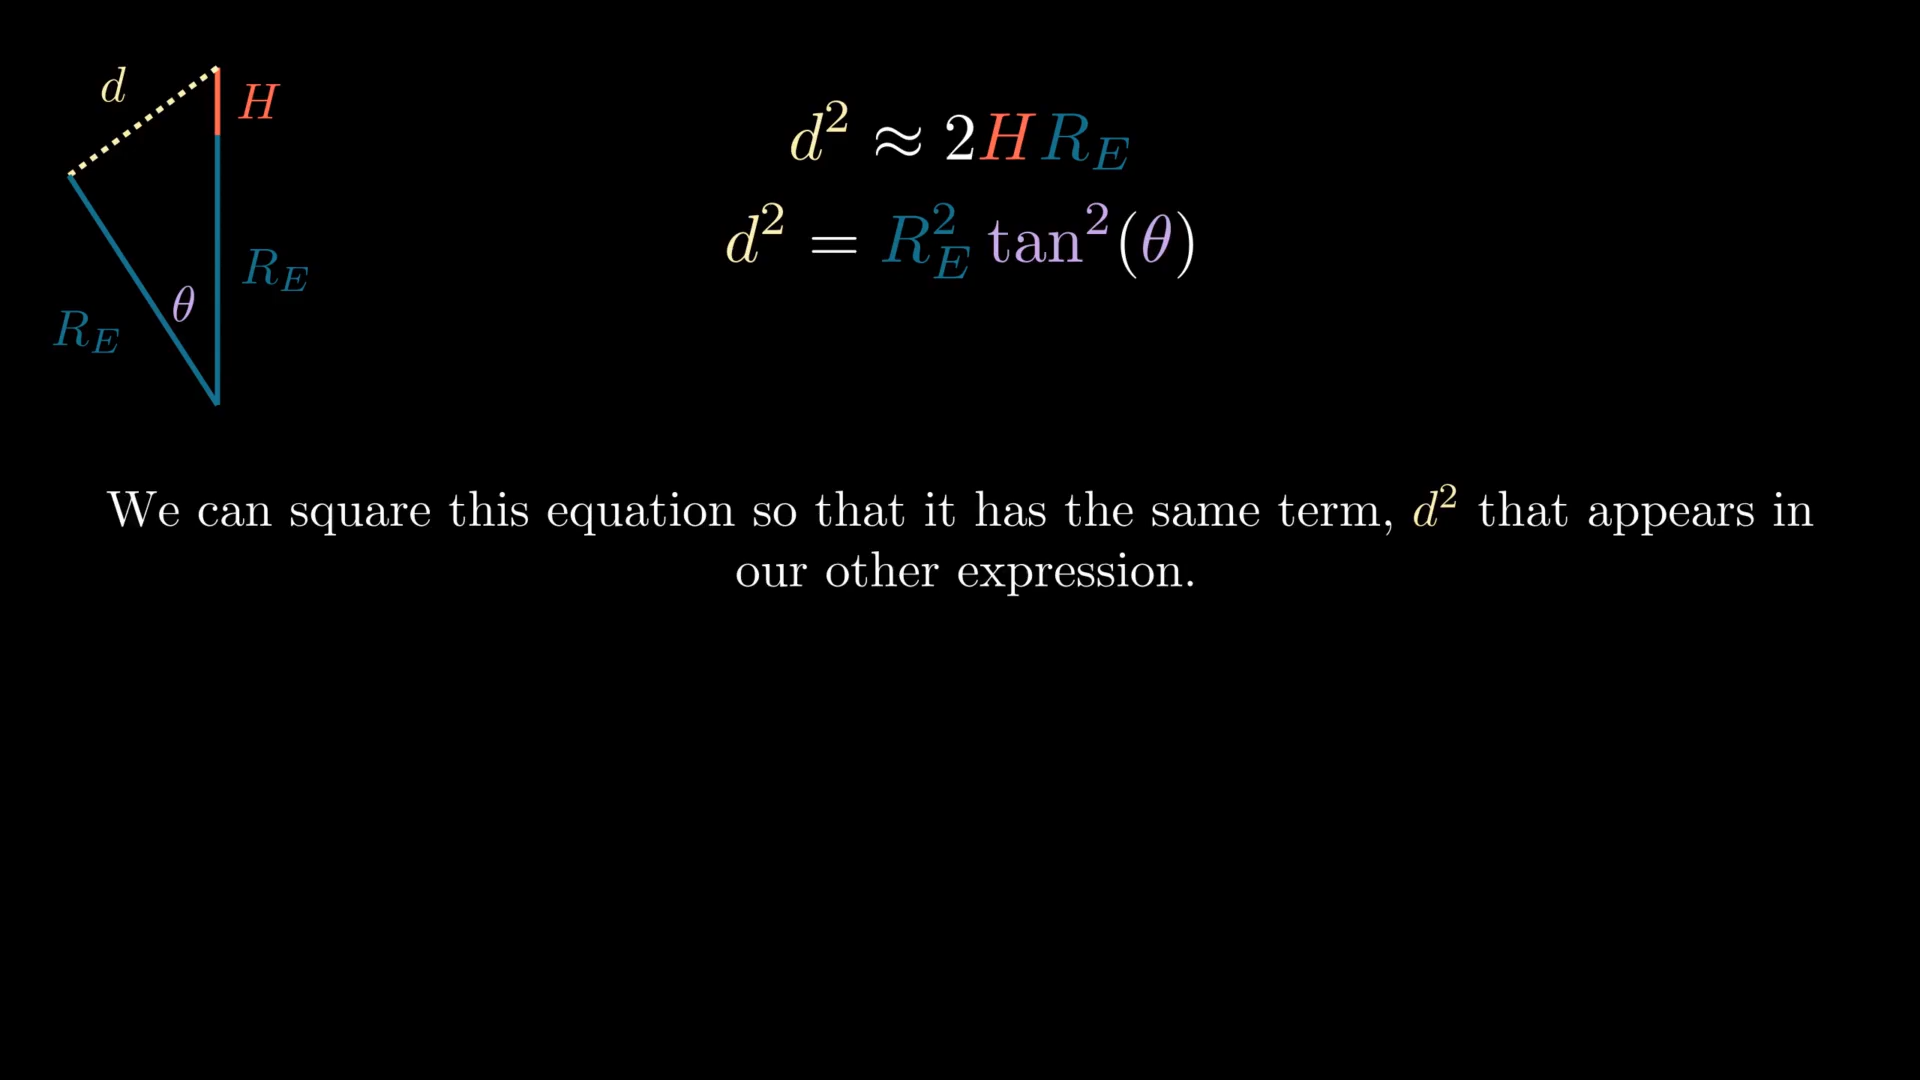 d
H
d² ≈ 2HR_E
d² = R_E² tan²(θ)
R_E
θ
R_E
We can square this equation so that it has the same term, d² that appears in
our other expression.